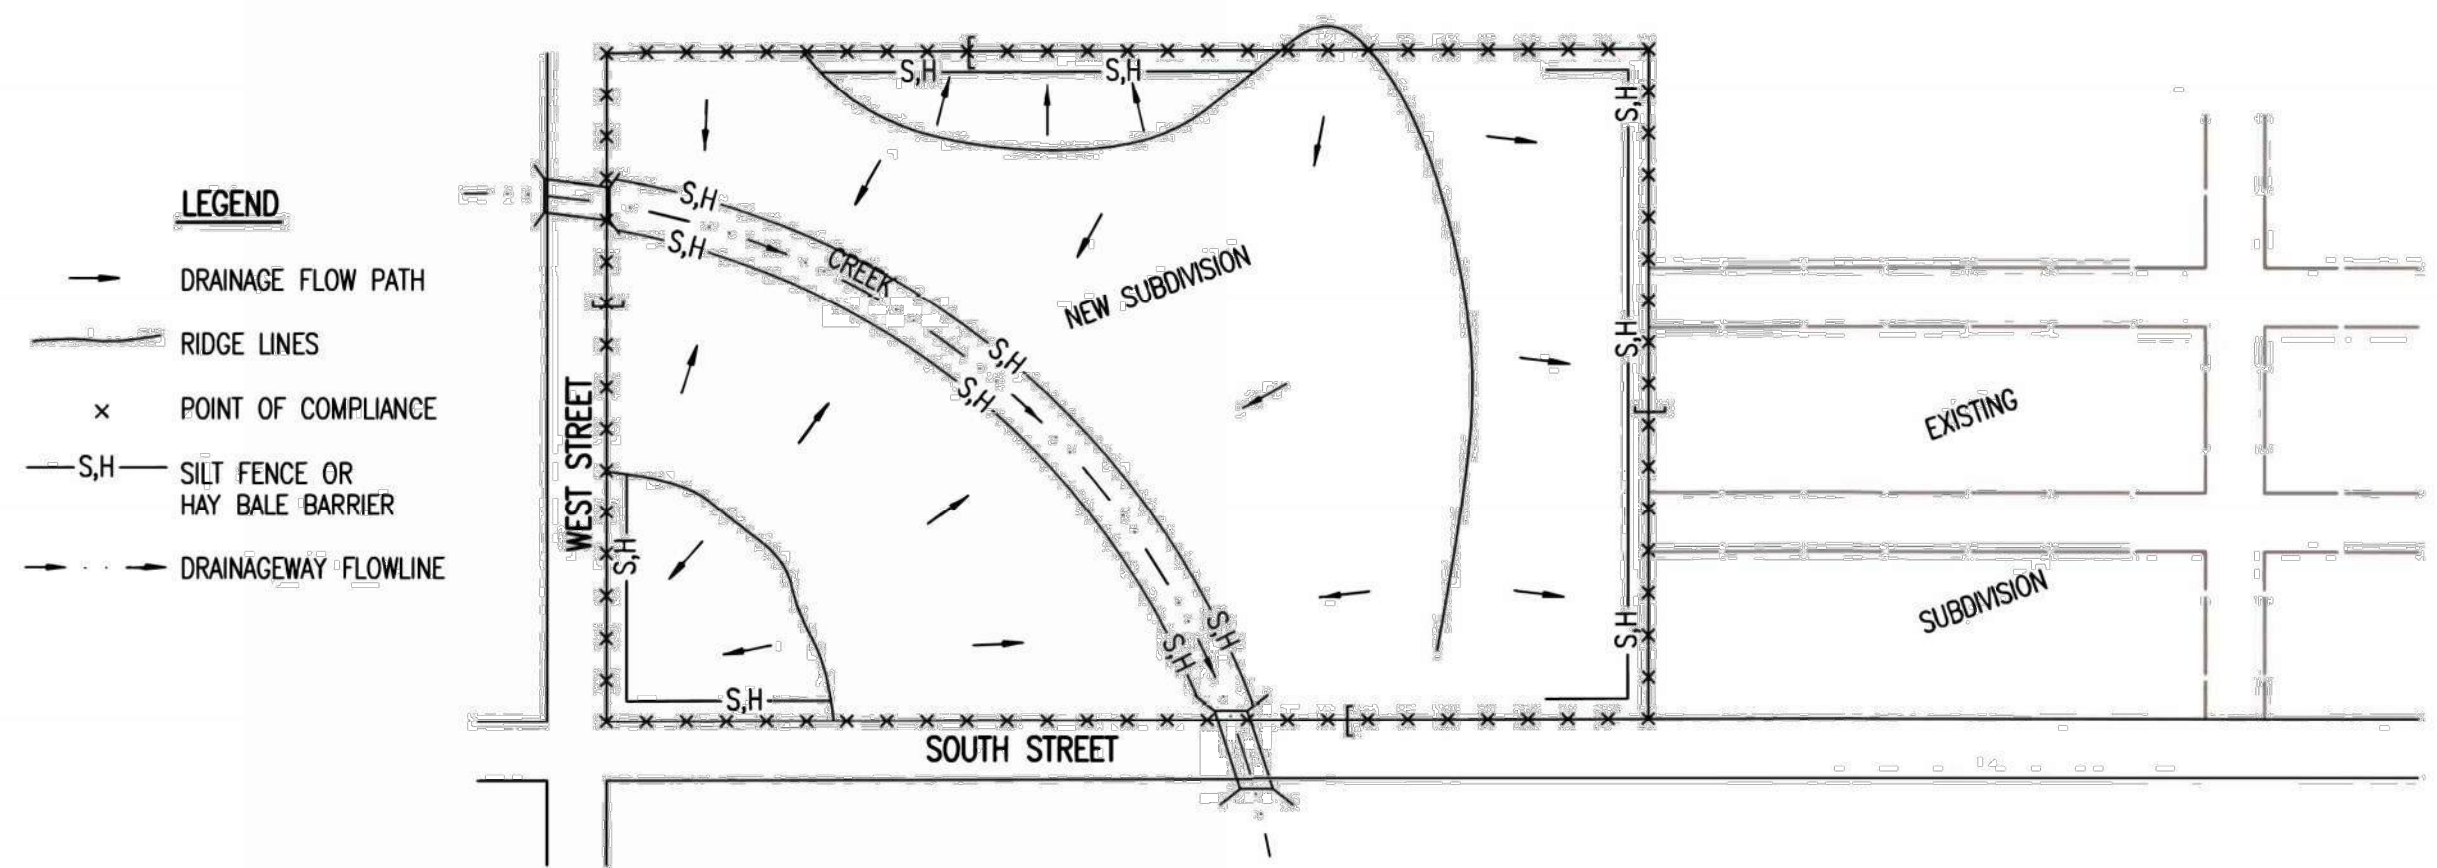 LEGEND
DRAINAGE FLOW PATH
RIDGE LINES
× POINT OF COMPLIANCE
S,H SILT FENCE OR
HAY BALE BARRIER
DRAINAGEWAY FLOWLINE
S,H
S,H
S,H
S,H
S,H
CREEK
NEW SUBDIVISION
S,H
S,H
S,H
EXISTING
WEST STREET
S,H
S,H
S,H
S,H
S,H
SUBDIVISION
SOUTH STREET